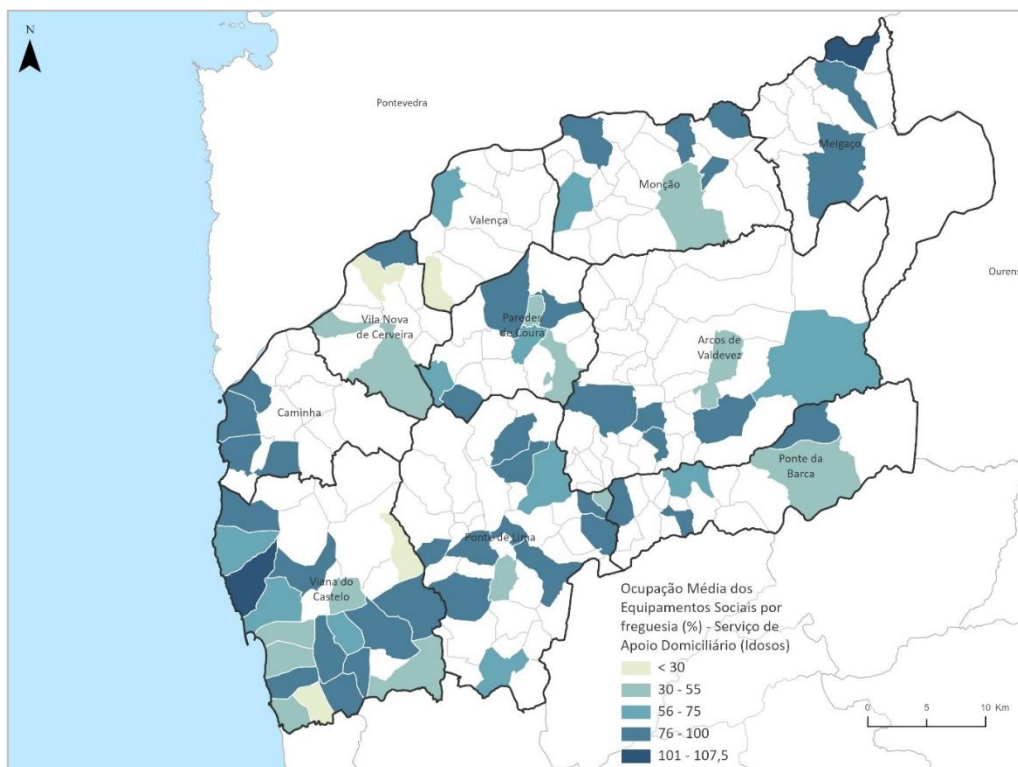 N
Pontevedra
Melgaço
Monção
Valença
Ourens
Vila Nova
de Cerveira
Paredes
de Coura
Arcos de
Valdevez
Caminha
Ponte da
Barca
Ponte de Lima
Viana do
Castelo
Ocupação Média dos
Equipamentos Sociais por
freguesia (%) - Serviço de
Apoio Domiciliário (Idosos)
< 30
30 - 55
56 - 75
76 - 100
101 - 107,5
0 5 10 Km